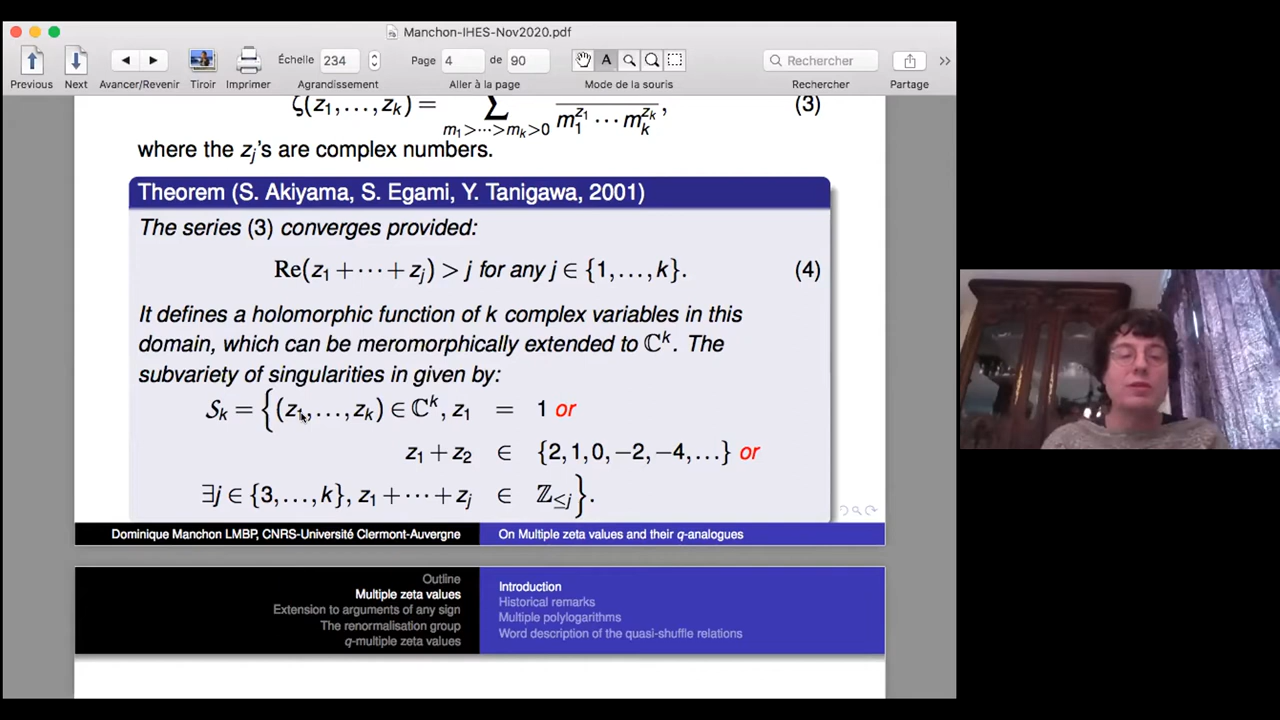 Manchon-IHES-Nov2020.pdf
Échelle 234 Page 4 de 90 Rechercher
Previous Next Avancer/Revenir Tiroir Imprimer Agrandissement Aller à la page Mode de la souris Rechercher Partage
ζ(z₁,…,zₖ) = ∑_{m₁>⋯>mₖ>0} 1/(m₁^{z₁}⋯mₖ^{zₖ}), (3)
where the zⱼ's are complex numbers.
Theorem (S. Akiyama, S. Egami, Y. Tanigawa, 2001)
The series (3) converges provided:
Re(z₁+⋯+zⱼ) > j for any j ∈ {1,…,k}. (4)
It defines a holomorphic function of k complex variables in this
domain, which can be meromorphically extended to ℂᵏ. The
subvariety of singularities in given by:
Sₖ = {(z₁,…,zₖ) ∈ ℂᵏ, z₁ = 1 or
z₁+z₂ ∈ {2,1,0,−2,−4,…} or
∃j ∈ {3,…,k}, z₁+⋯+zⱼ ∈ ℤ_{≤j}}.
Dominique Manchon LMBP, CNRS-Université Clermont-Auvergne On Multiple zeta values and their q-analogues
Outline
Multiple zeta values
Extension to arguments of any sign
The renormalisation group
q-multiple zeta values
Introduction
Historical remarks
Multiple polylogarithms
Word description of the quasi-shuffle relations